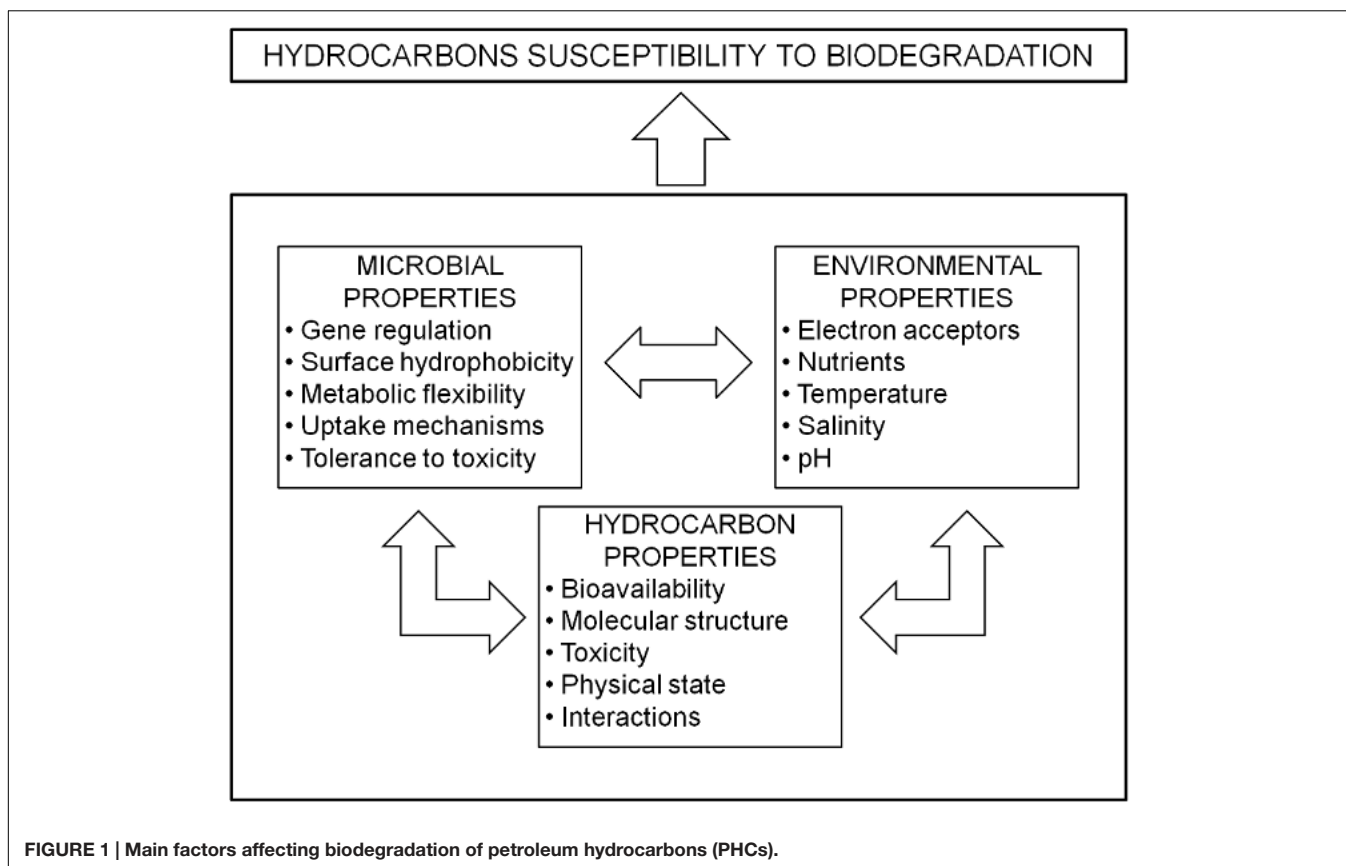 HYDROCARBONS SUSCEPTIBILITY TO BIODEGRADATION
MICROBIAL
PROPERTIES
• Gene regulation
• Surface hydrophobicity
• Metabolic flexibility
• Uptake mechanisms
• Tolerance to toxicity
ENVIRONMENTAL
PROPERTIES
• Electron acceptors
• Nutrients
• Temperature
• Salinity
• pH
HYDROCARBON
PROPERTIES
• Bioavailability
• Molecular structure
• Toxicity
• Physical state
• Interactions
FIGURE 1 | Main factors affecting biodegradation of petroleum hydrocarbons (PHCs).